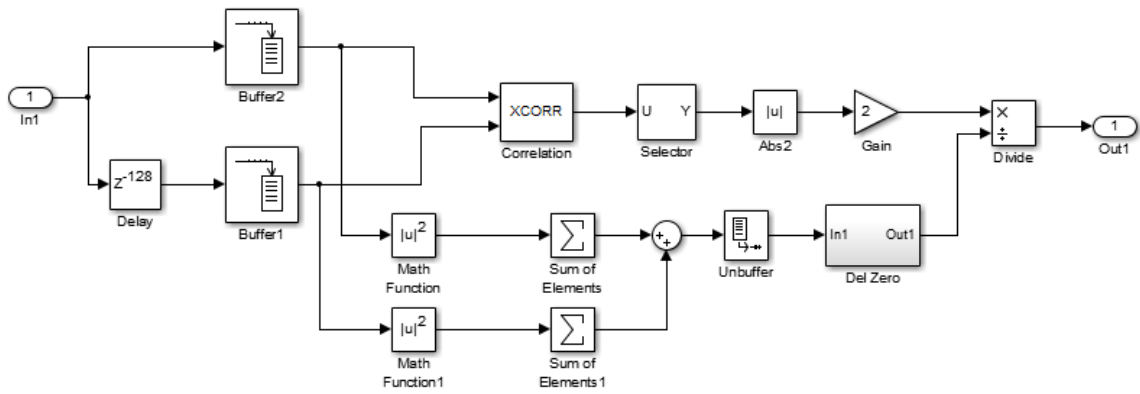 1
In1
Buffer2
Z-128
Delay
Buffer1
XCORR
Correlation
U Y
Selector
|u|
Abs2
2
Gain
× ÷
Divide
1
Out1
|u|2
Math
Function
Sum of
Elements
+ +
Unbuffer
In1 Out1
Del Zero
|u|2
Math
Function1
Sum of
Elements1